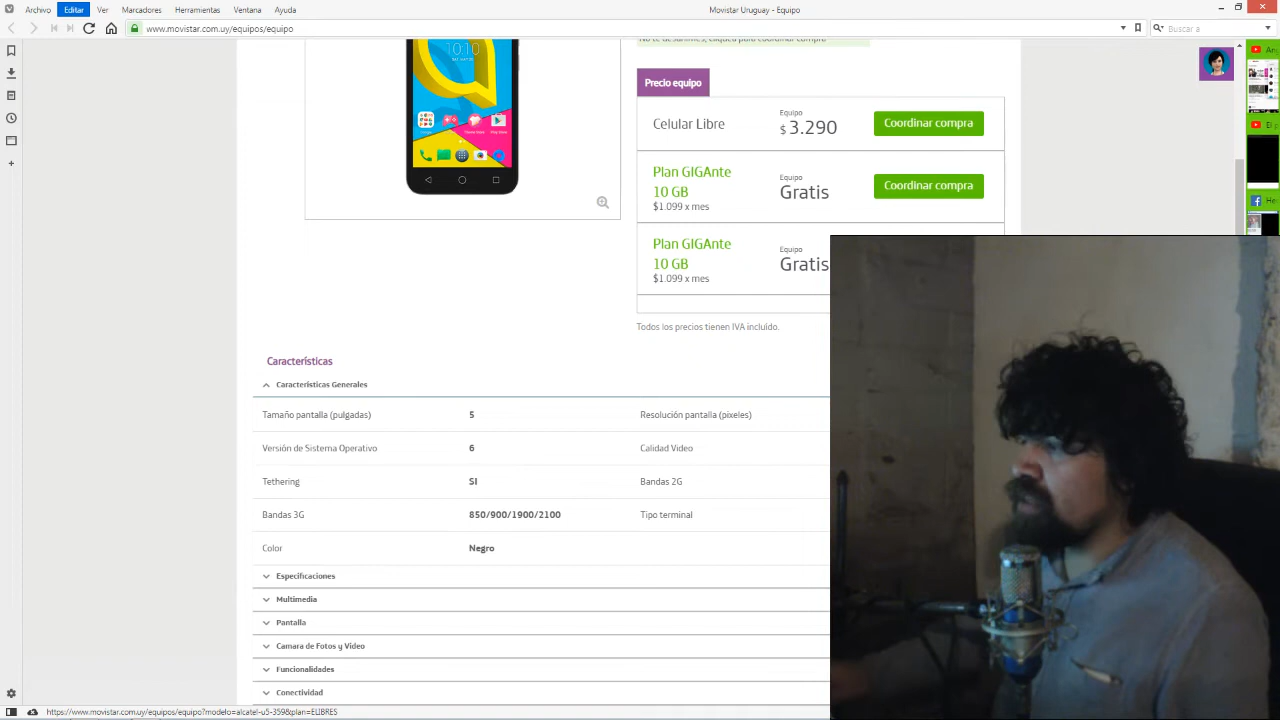 Archivo Editar Ver Marcadores Herramientas Ventana Ayuda
Movistar Uruguay - Equipo
www.movistar.com.uy/equipos/equipo
Buscar a
Precio equipo
Celular Libre
Equipo
$ 3.290
Coordinar compra
Plan GIGAnte
10 GB
$1.099 x mes
Equipo
Gratis
Coordinar compra
Plan GIGAnte
10 GB
$1.099 x mes
Equipo
Gratis
Todos los precios tienen IVA incluido.
10:10
Características
Características Generales
Tamaño pantalla (pulgadas) 5 Resolución pantalla (pixeles)
Versión de Sistema Operativo 6 Calidad Video
Tethering SI Bandas 2G
Bandas 3G 850/900/1900/2100 Tipo terminal
Color Negro
Especificaciones
Multimedia
Pantalla
Camara de Fotos y Video
Funcionalidades
Conectividad
https://www.movistar.com.uy/equipos/equipo?modelo=alcatel-u5-359&plan=ELIBRES